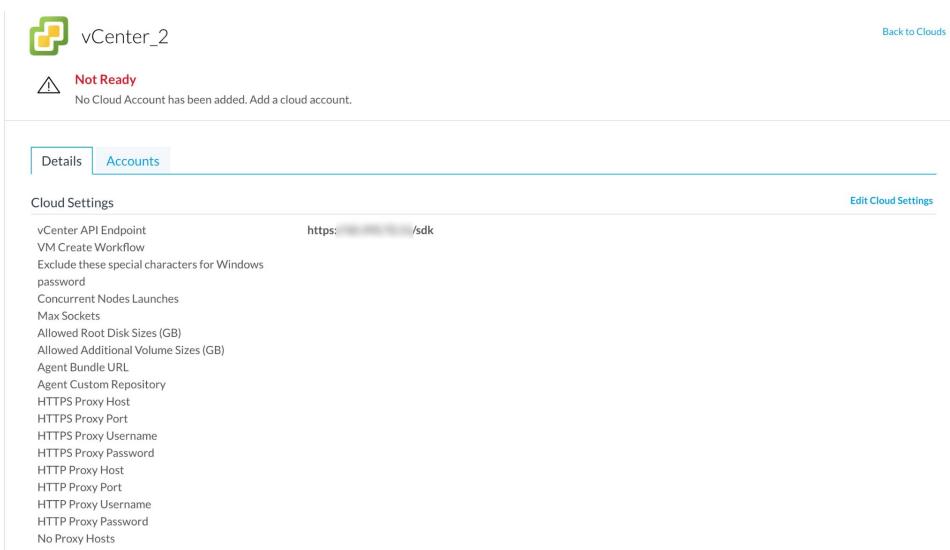 vCenter_2
Back to Clouds
Not Ready
No Cloud Account has been added. Add a cloud account.
Details
Accounts
Cloud Settings
Edit Cloud Settings
vCenter API Endpoint
https: /sdk
VM Create Workflow
Exclude these special characters for Windows
password
Concurrent Nodes Launches
Max Sockets
Allowed Root Disk Sizes (GB)
Allowed Additional Volume Sizes (GB)
Agent Bundle URL
Agent Custom Repository
HTTPS Proxy Host
HTTPS Proxy Port
HTTPS Proxy Username
HTTPS Proxy Password
HTTP Proxy Host
HTTP Proxy Port
HTTP Proxy Username
HTTP Proxy Password
No Proxy Hosts